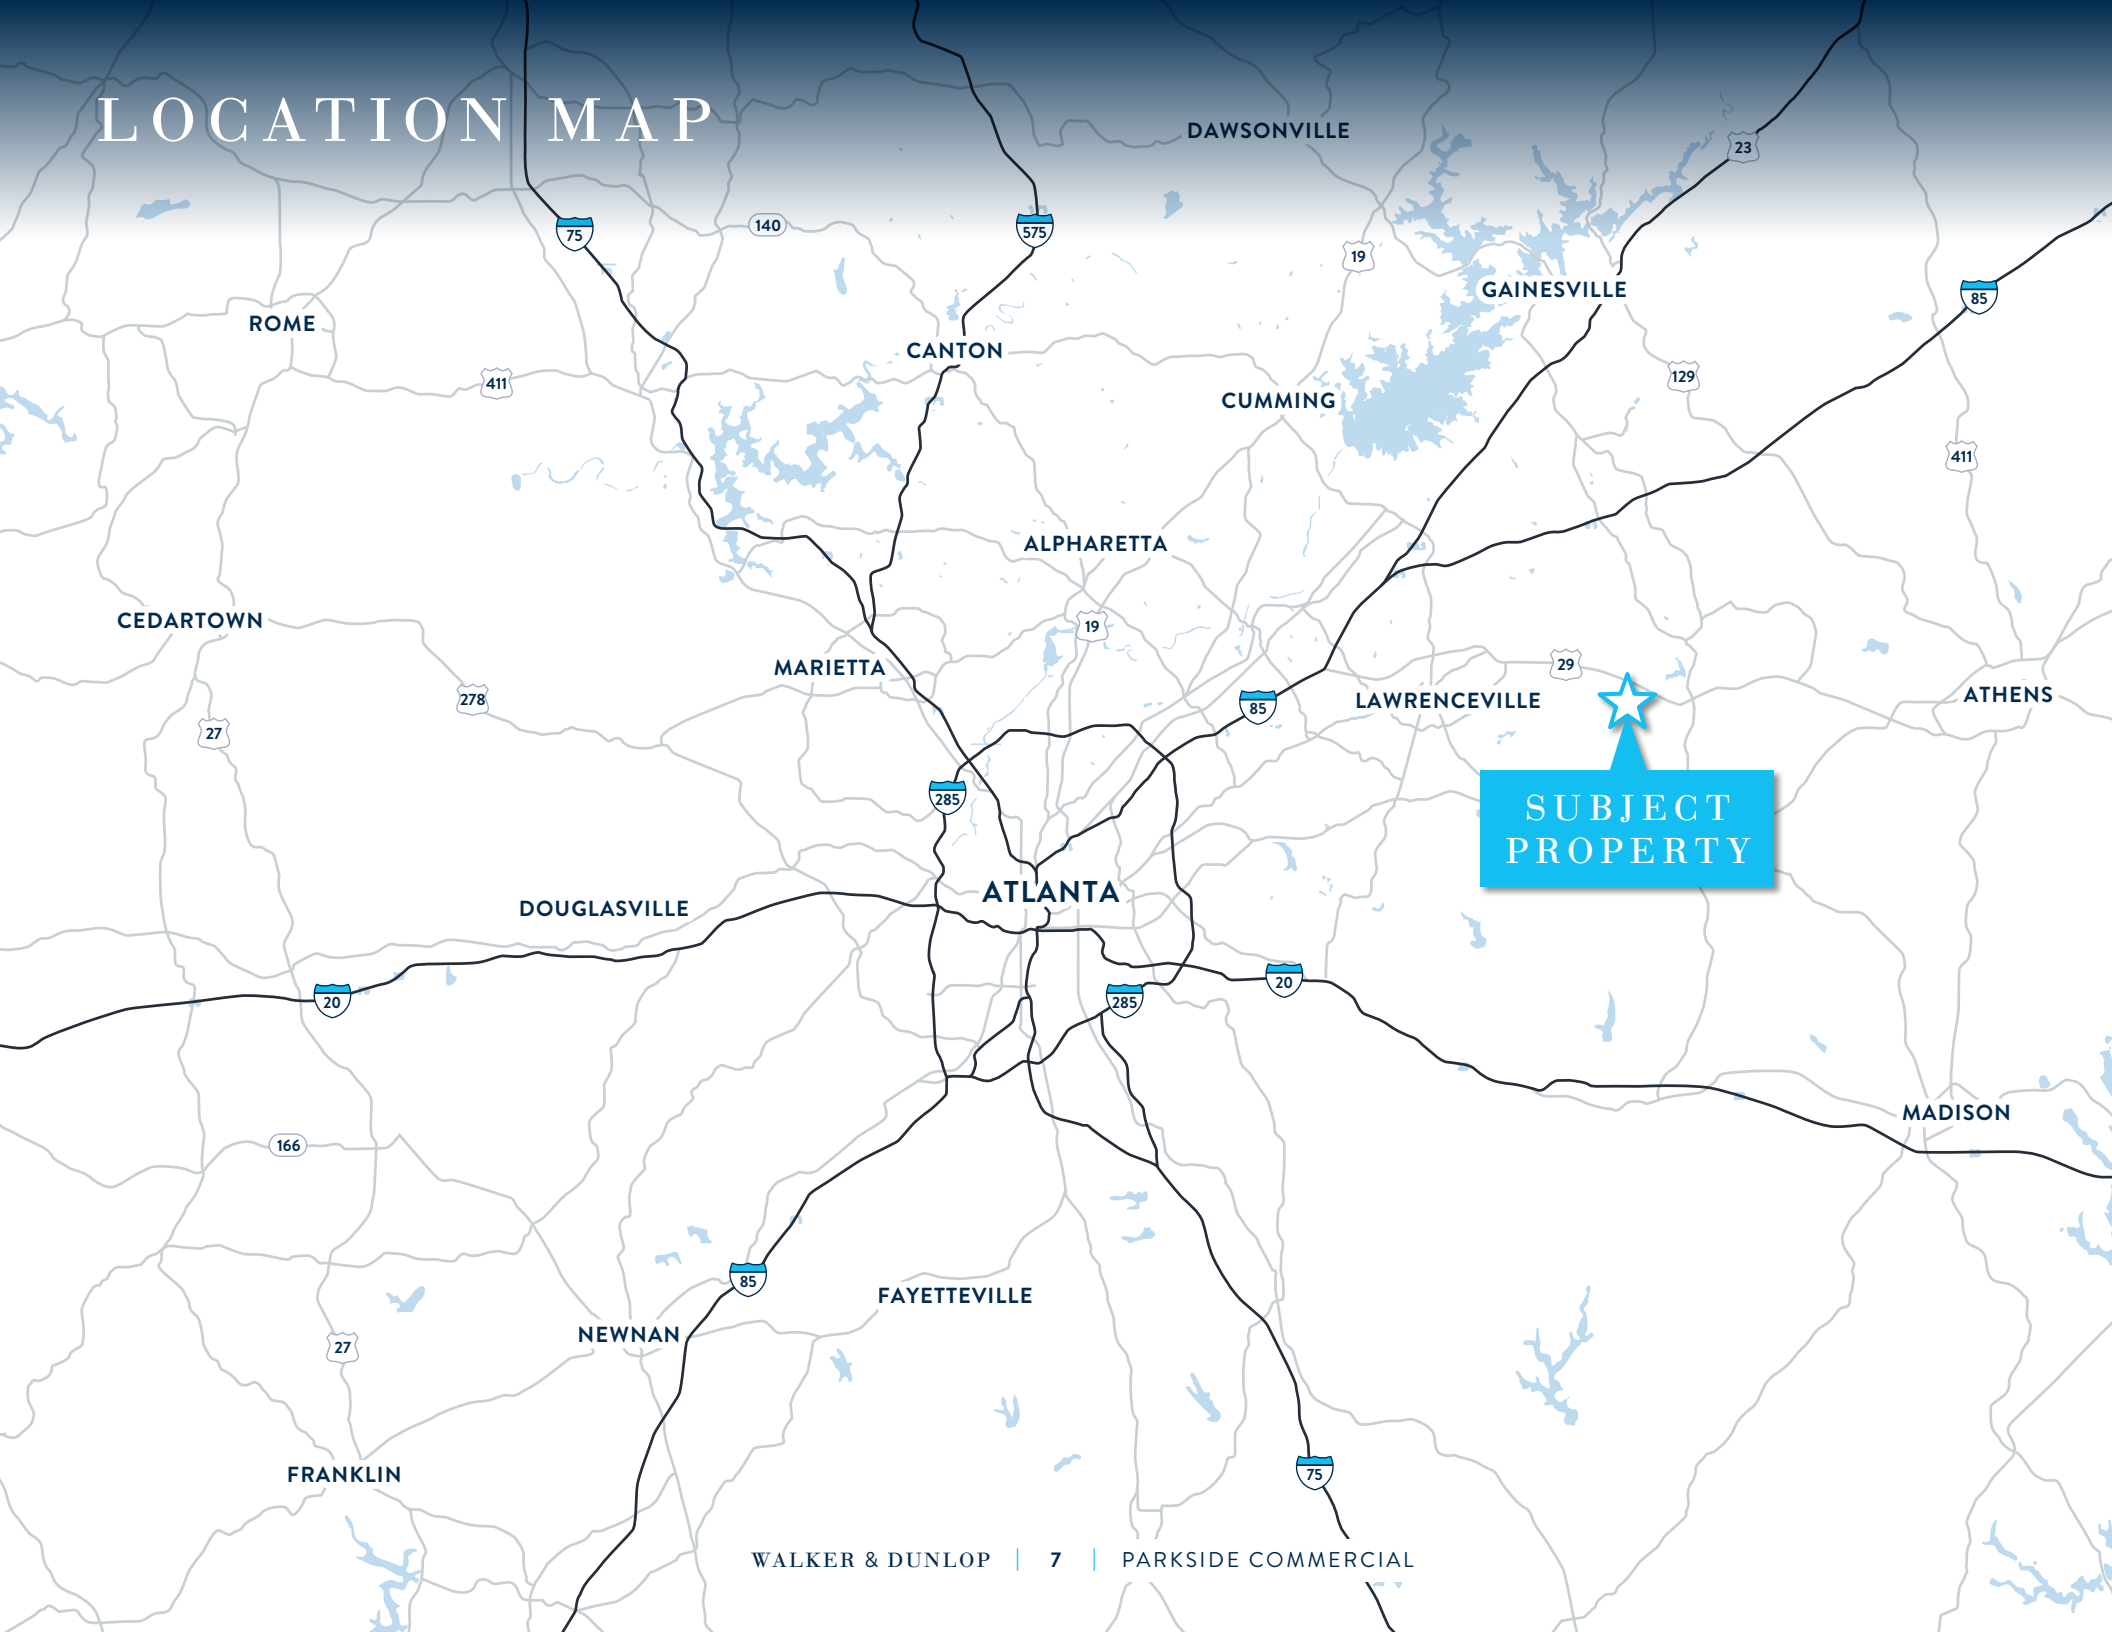 LOCATION MAP
DAWSONVILLE
23
75
140
575
19
GAINESVILLE
85
ROME
CANTON
411
129
CUMMING
411
ALPHARETTA
CEDARTOWN
19
MARIETTA
29
278
LAWRENCEVILLE
ATHENS
85
27
285
SUBJECT
PROPERTY
ATLANTA
DOUGLASVILLE
20
20
285
MADISON
166
85
FAYETTEVILLE
NEWNAN
27
FRANKLIN
75
WALKER & DUNLOP | 7 | PARKSIDE COMMERCIAL